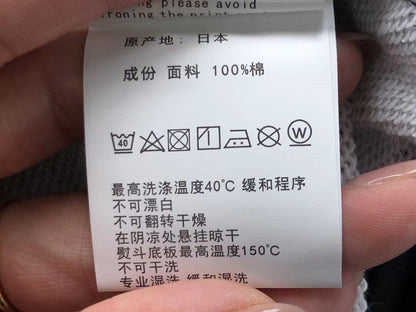 ng please avoid
ironing the print
原产地: 日本
成份 面料 100%棉
40 W
最高洗涤温度40℃ 缓和程序
不可漂白
不可翻转干燥
在阴凉处悬挂晾干
熨斗底板最高温度150℃
不可干洗
专业湿洗 缓和湿洗